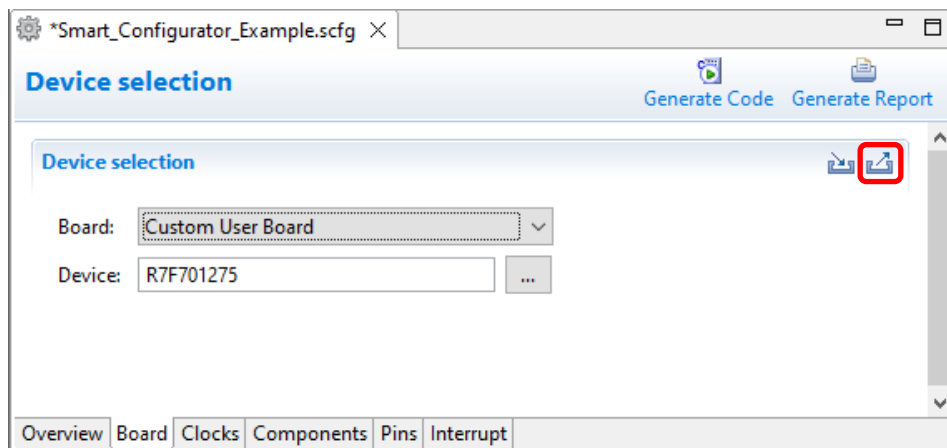 *Smart_Configurator_Example.scfg
Device selection
Generate Code Generate Report
Device selection
Board: Custom User Board
Device: R7F701275 ...
Overview Board Clocks Components Pins Interrupt